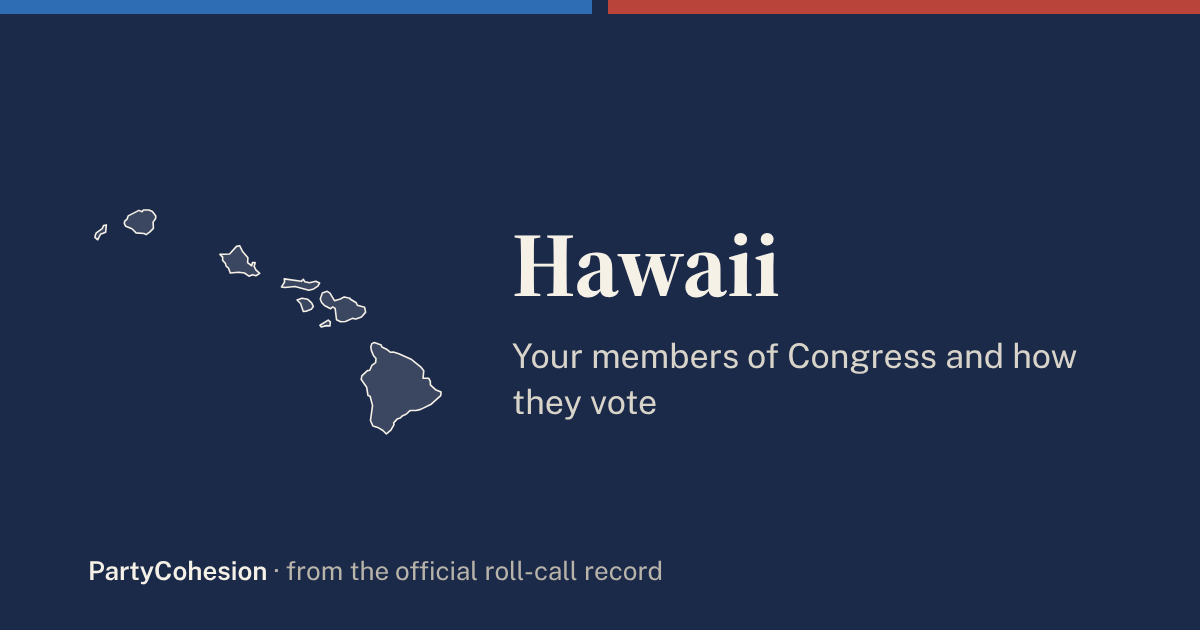 Hawaii
Your members of Congress and how
they vote
PartyCohesion · from the official roll-call record